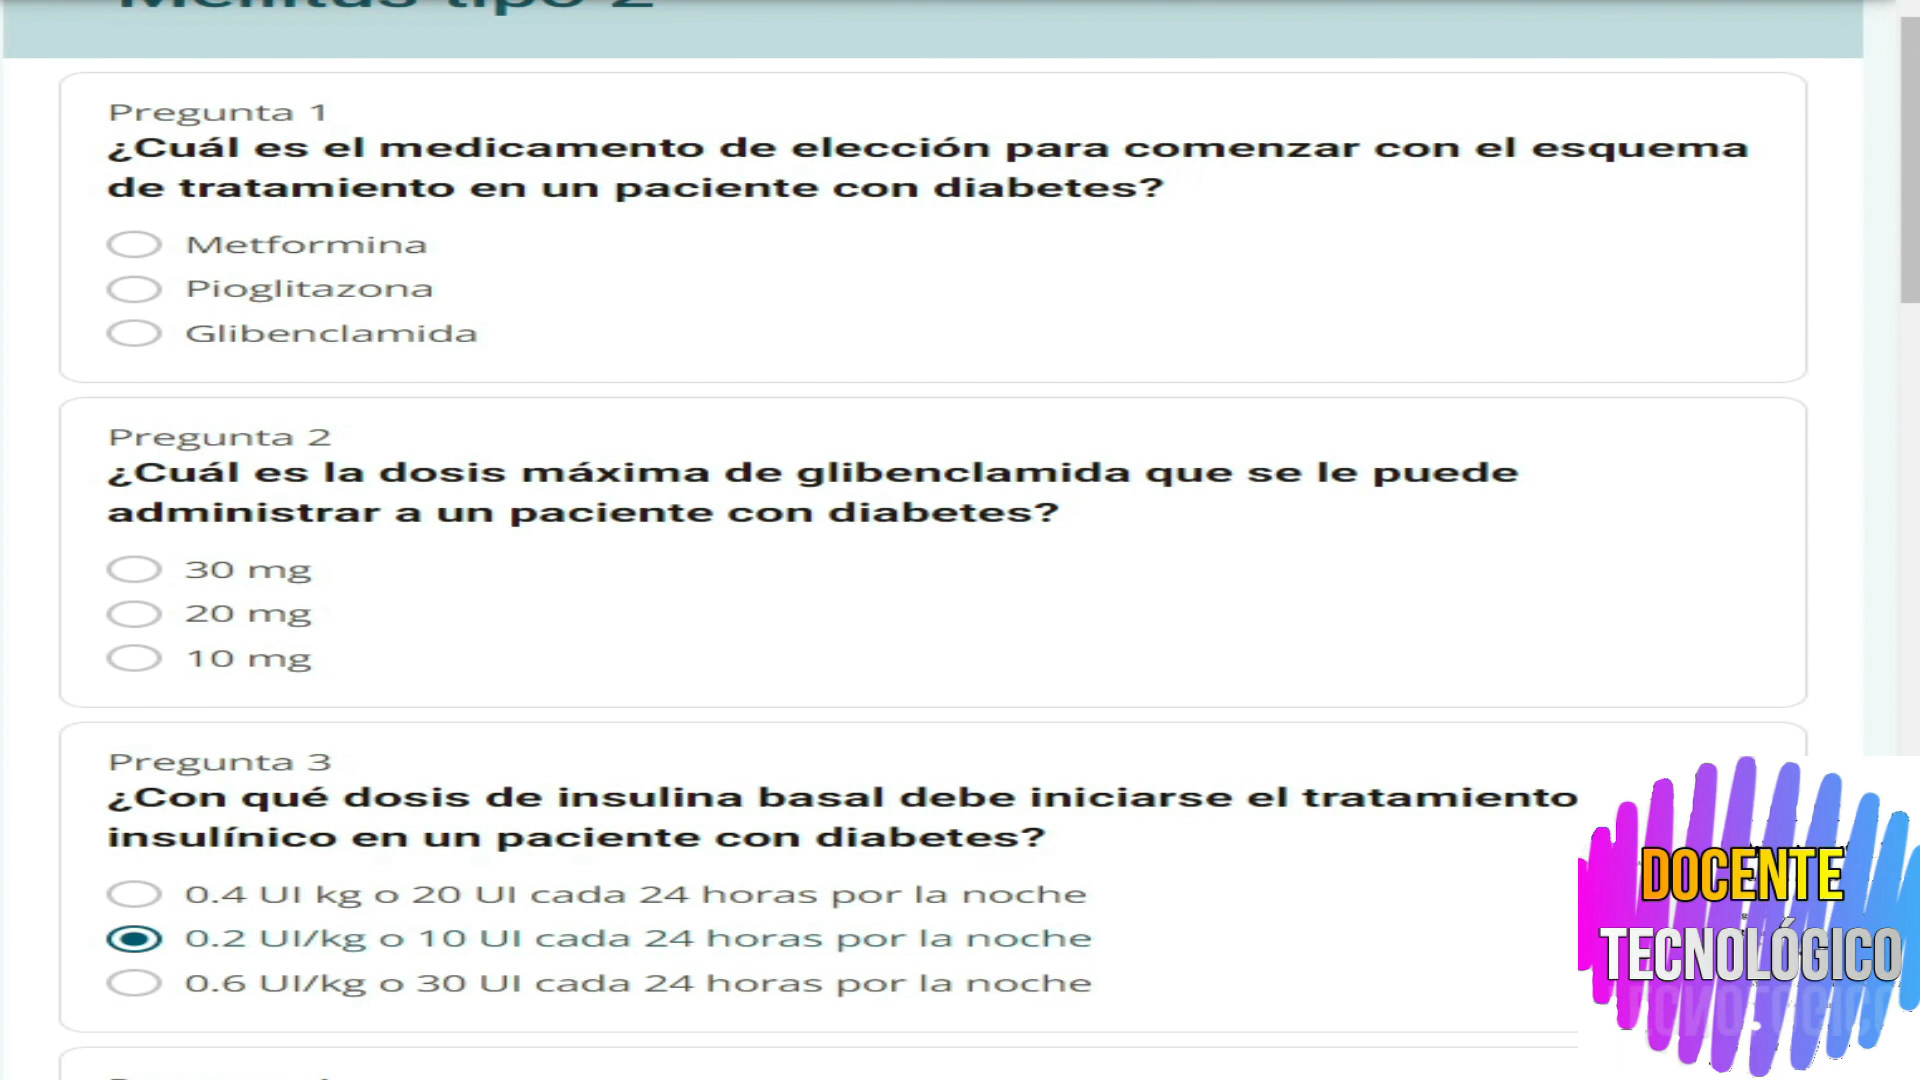 Mellitus tipo 2
Pregunta 1
¿Cuál es el medicamento de elección para comenzar con el esquema
de tratamiento en un paciente con diabetes?
Metformina
Pioglitazona
Glibenclamida
Pregunta 2
¿Cuál es la dosis máxima de glibenclamida que se le puede
administrar a un paciente con diabetes?
30 mg
20 mg
10 mg
Pregunta 3
¿Con qué dosis de insulina basal debe iniciarse el tratamiento
insulínico en un paciente con diabetes?
0.4 UI kg o 20 UI cada 24 horas por la noche
0.2 UI/kg o 10 UI cada 24 horas por la noche
0.6 UI/kg o 30 UI cada 24 horas por la noche
DOCENTE
TECNOLÓGICO